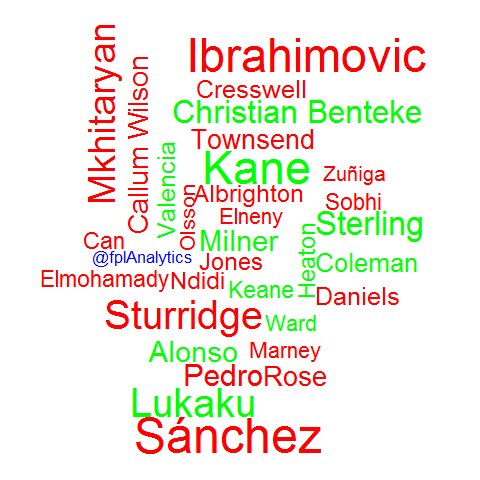 Ibrahimovic
Mkhitaryan
Callum Wilson
Cresswell
Christian Benteke
Townsend
Valencia
Kane
Zuñiga
Olsson
Albrighton
Sobhi
Elneny
Sterling
Can
Milner
@fplAnalytics
Jones
Heaton
Coleman
Elmohamady
Ndidi
Keane
Daniels
Sturridge
Ward
Alonso
Marney
Pedro
Rose
Lukaku
Sánchez